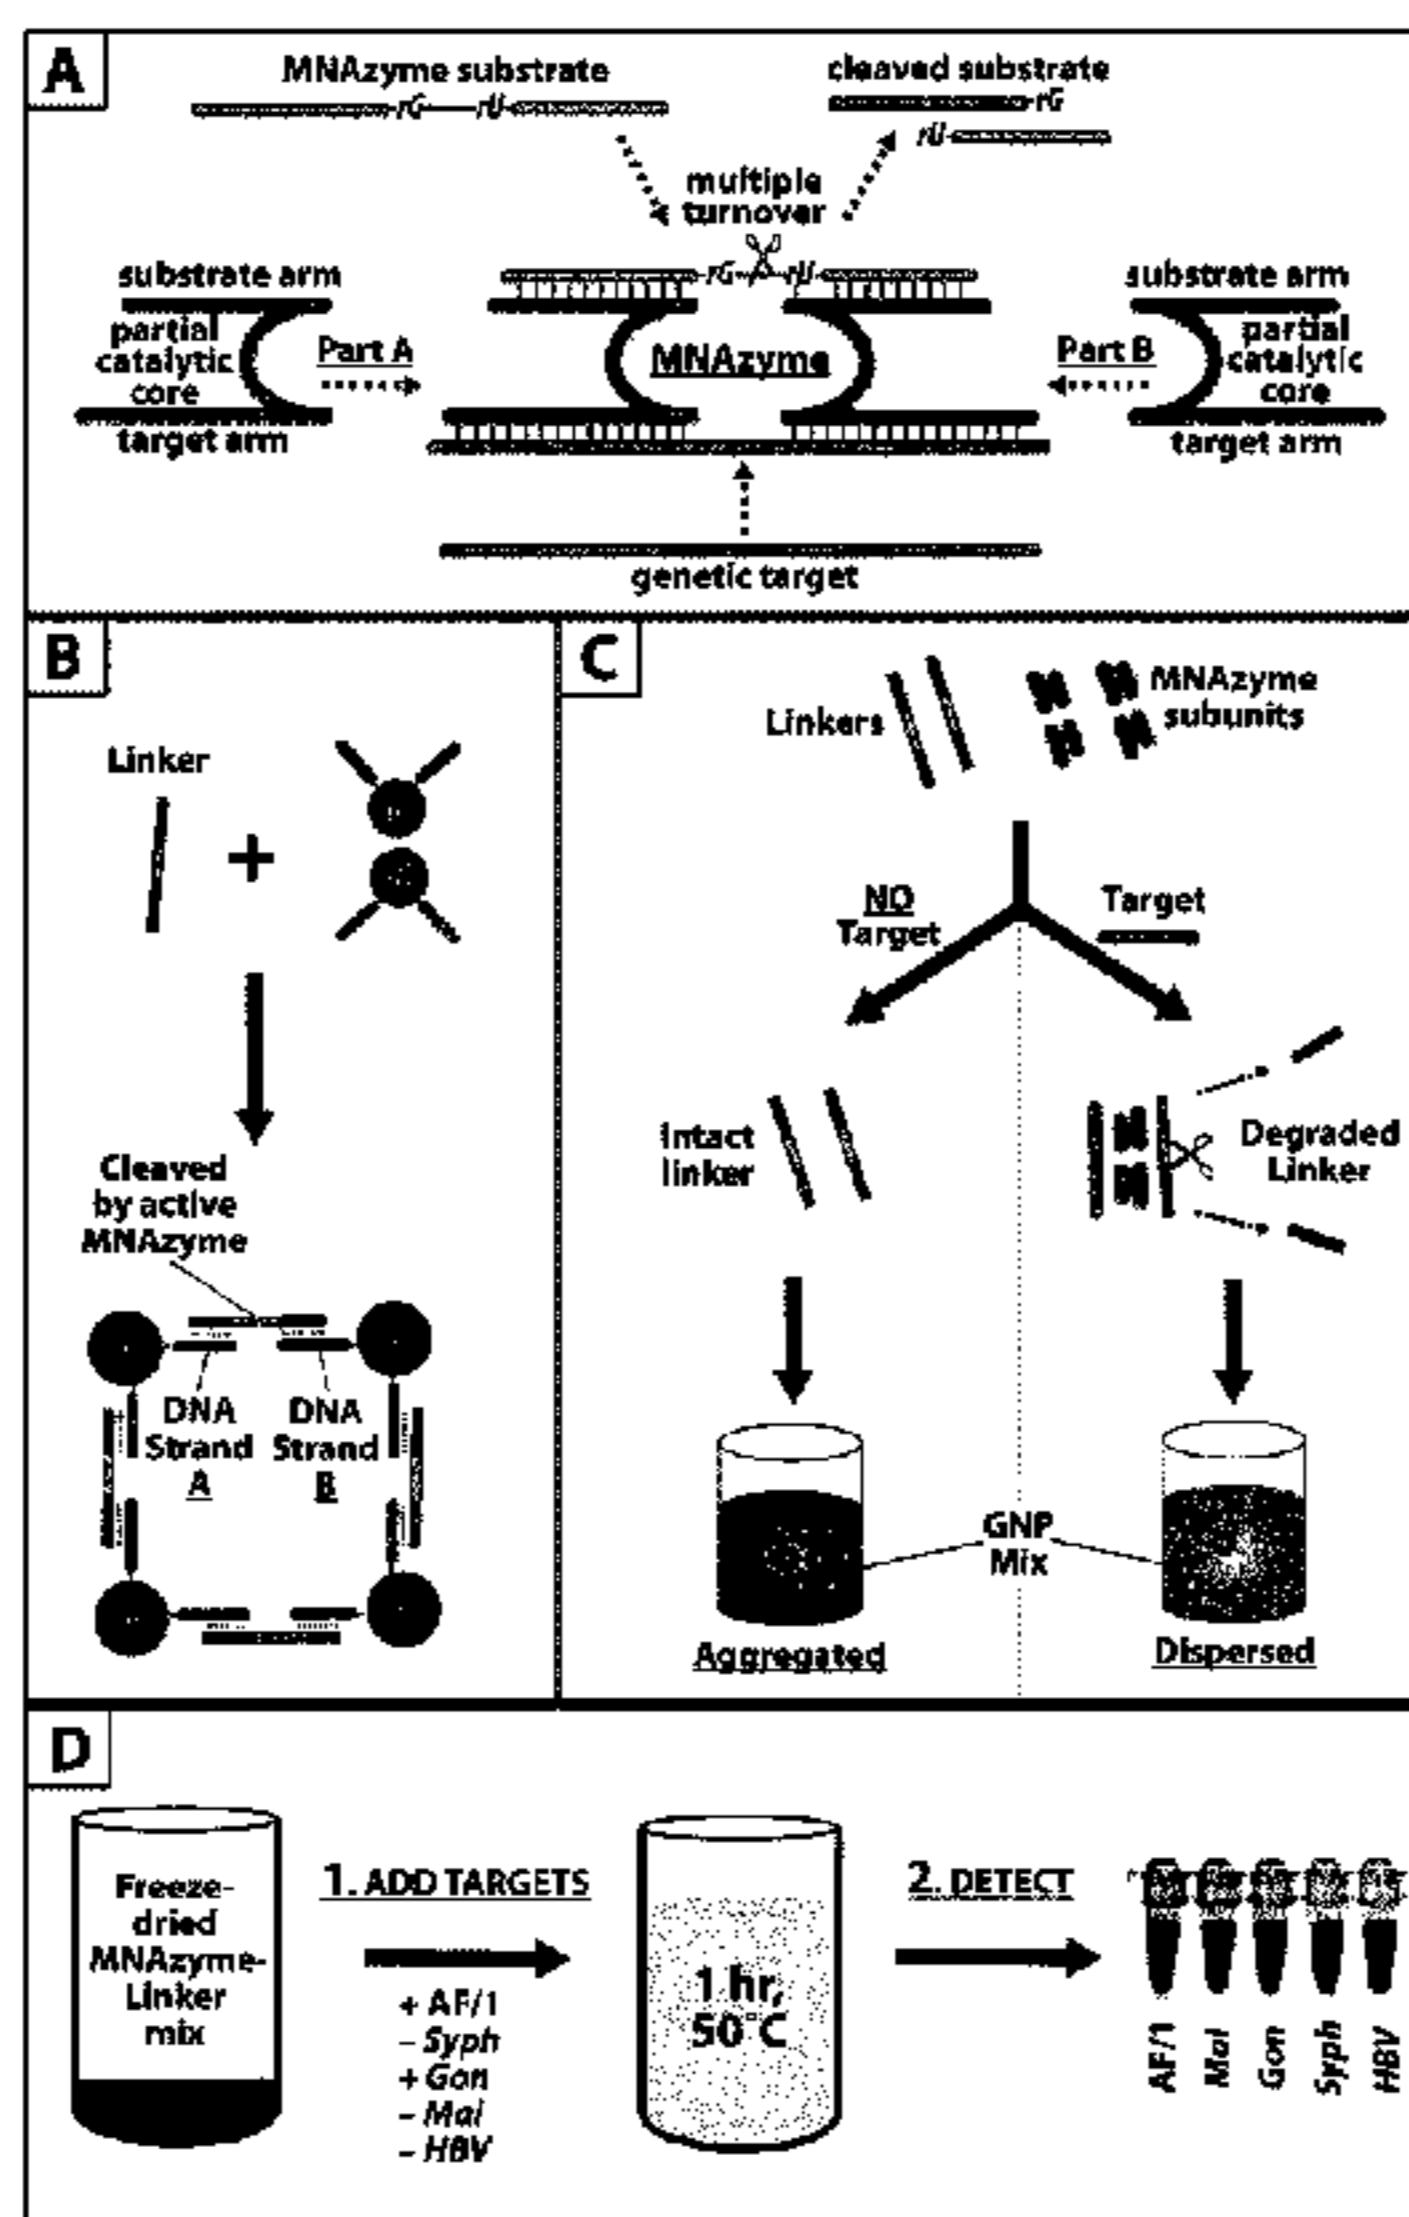 A
MNAzyme substrate
cleaved substrate
rG
rU
rG
rU
multiple
turnover
rG
rU
substrate arm
partial
catalytic
core
target arm
Part A
MNAzyme
Part B
substrate arm
partial
catalytic
core
target arm
genetic target
B
Linker
+
Cleaved
by active
MNAzyme
DNA
Strand
A
DNA
Strand
B
C
Linkers
MNAzyme
subunits
NO
Target
Target
Intact
linker
Degraded
Linker
GNP
Mix
Aggregated
Dispersed
D
Freeze-
dried
MNAzyme-
Linker
mix
1. ADD TARGETS
+ AF/1
- Syph
+ Gon
- Mal
- HBV
1 hr,
50°C
2. DETECT
AF/1
Mal
Gon
Syph
HBV